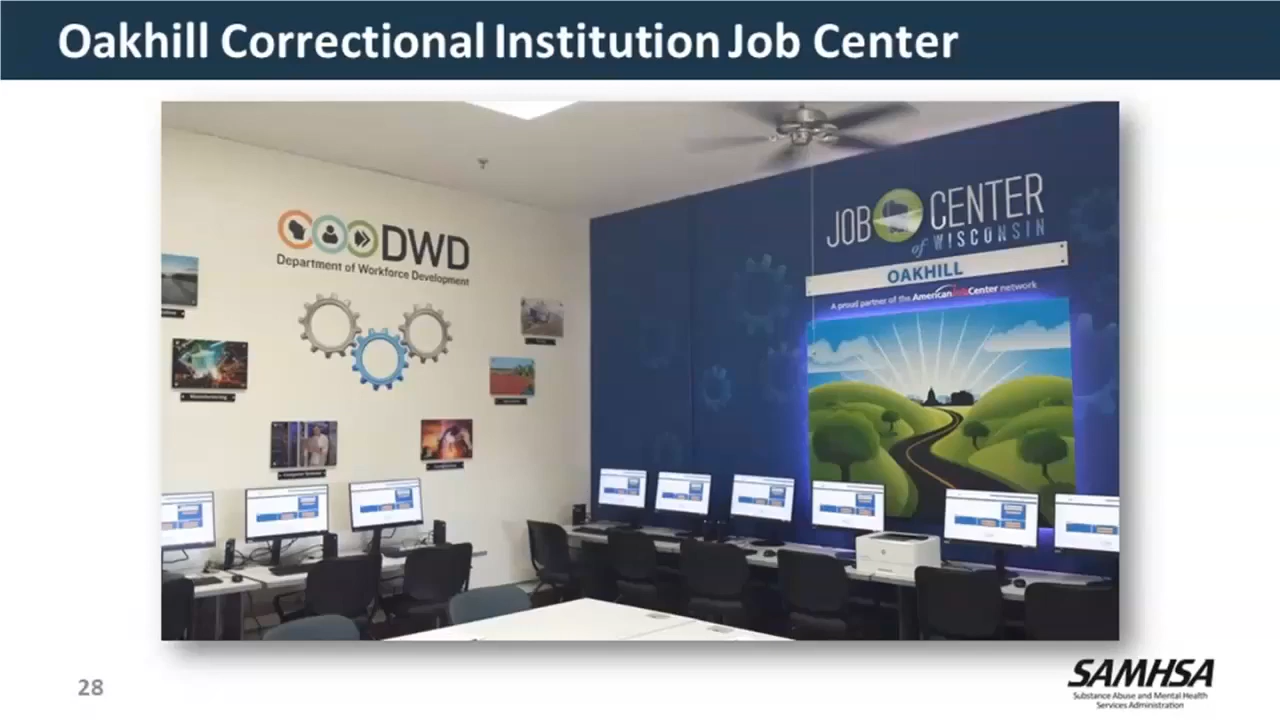 Oakhill Correctional Institution Job Center
DWD
Department of Workforce Development
JOB CENTER
of WISCONSIN
OAKHILL
A proud partner of the AmericanJobCenter network
Manufacturing
28
SAMHSA
Substance Abuse and Mental Health
Services Administration